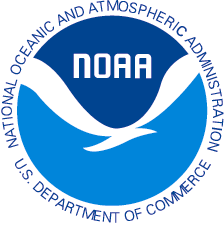 NATIONAL OCEANIC AND ATMOSPHERIC ADMINISTRATION
NOAA
U.S. DEPARTMENT OF COMMERCE